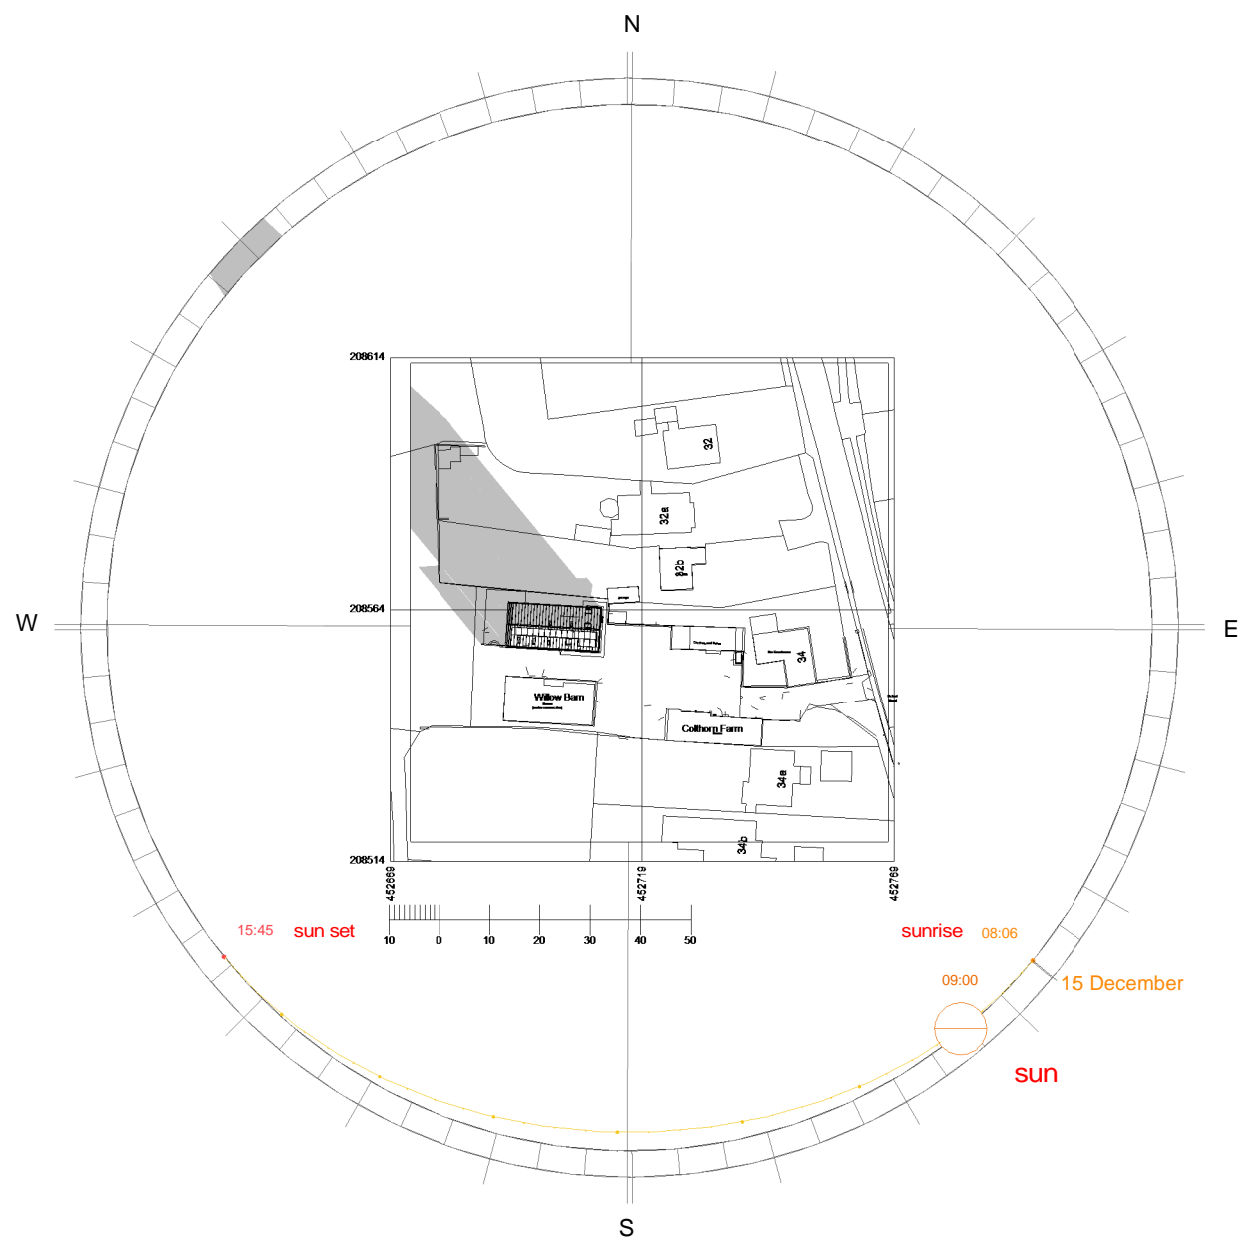 N
208614
32
32a
32b
208564
W
E
34
Willow Barn
Colthorn Farm
34a
34b
208514
452669
452719
452769
15:45 sun set
sunrise 08:06
10 0 10 20 30 40 50
09:00
15 December
sun
S